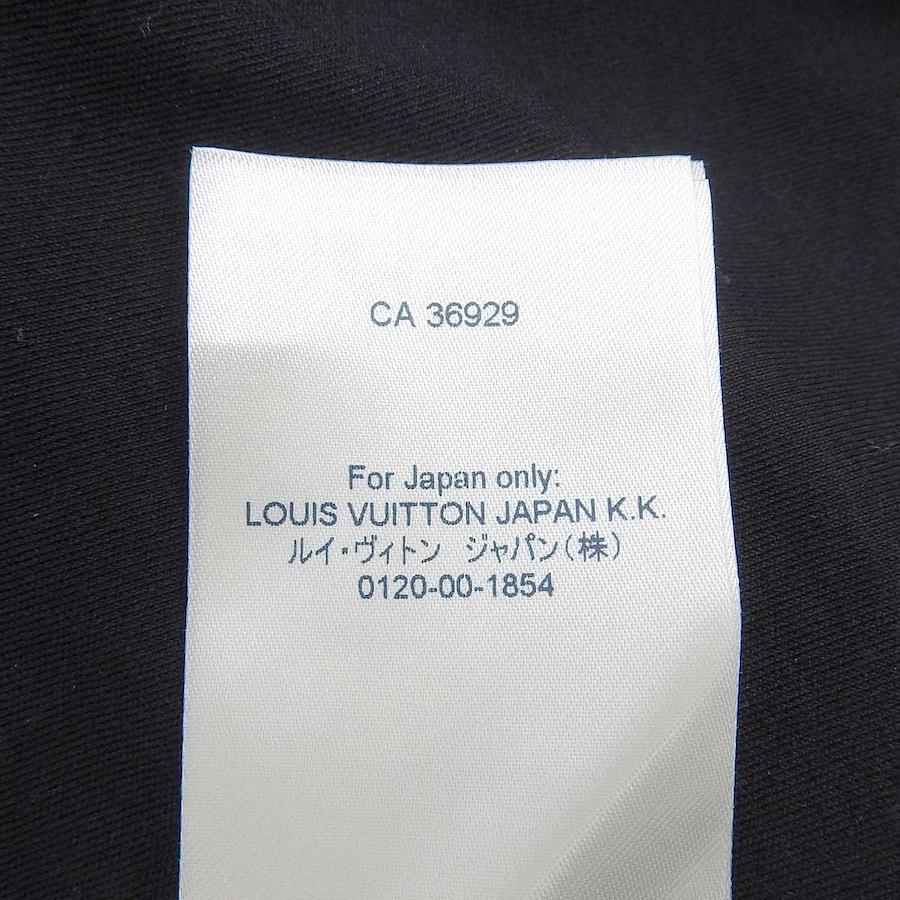 CA 36929
For Japan only:
LOUIS VUITTON JAPAN K.K.
ルイ・ヴィトン　ジャパン(株)
0120-00-1854